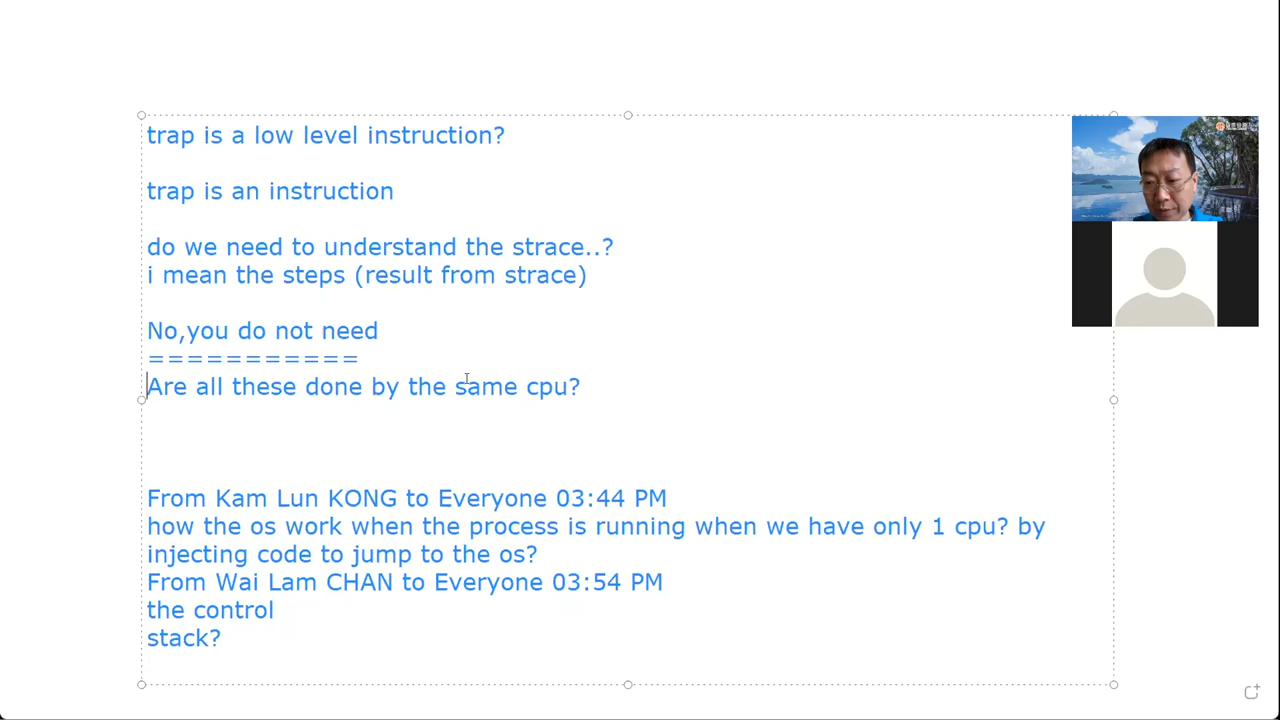 trap is a low level instruction?
trap is an instruction
do we need to understand the strace..?
i mean the steps (result from strace)
No,you do not need
===========
Are all these done by the same cpu?
From Kam Lun KONG to Everyone 03:44 PM
how the os work when the process is running when we have only 1 cpu? by
injecting code to jump to the os?
From Wai Lam CHAN to Everyone 03:54 PM
the control
stack?